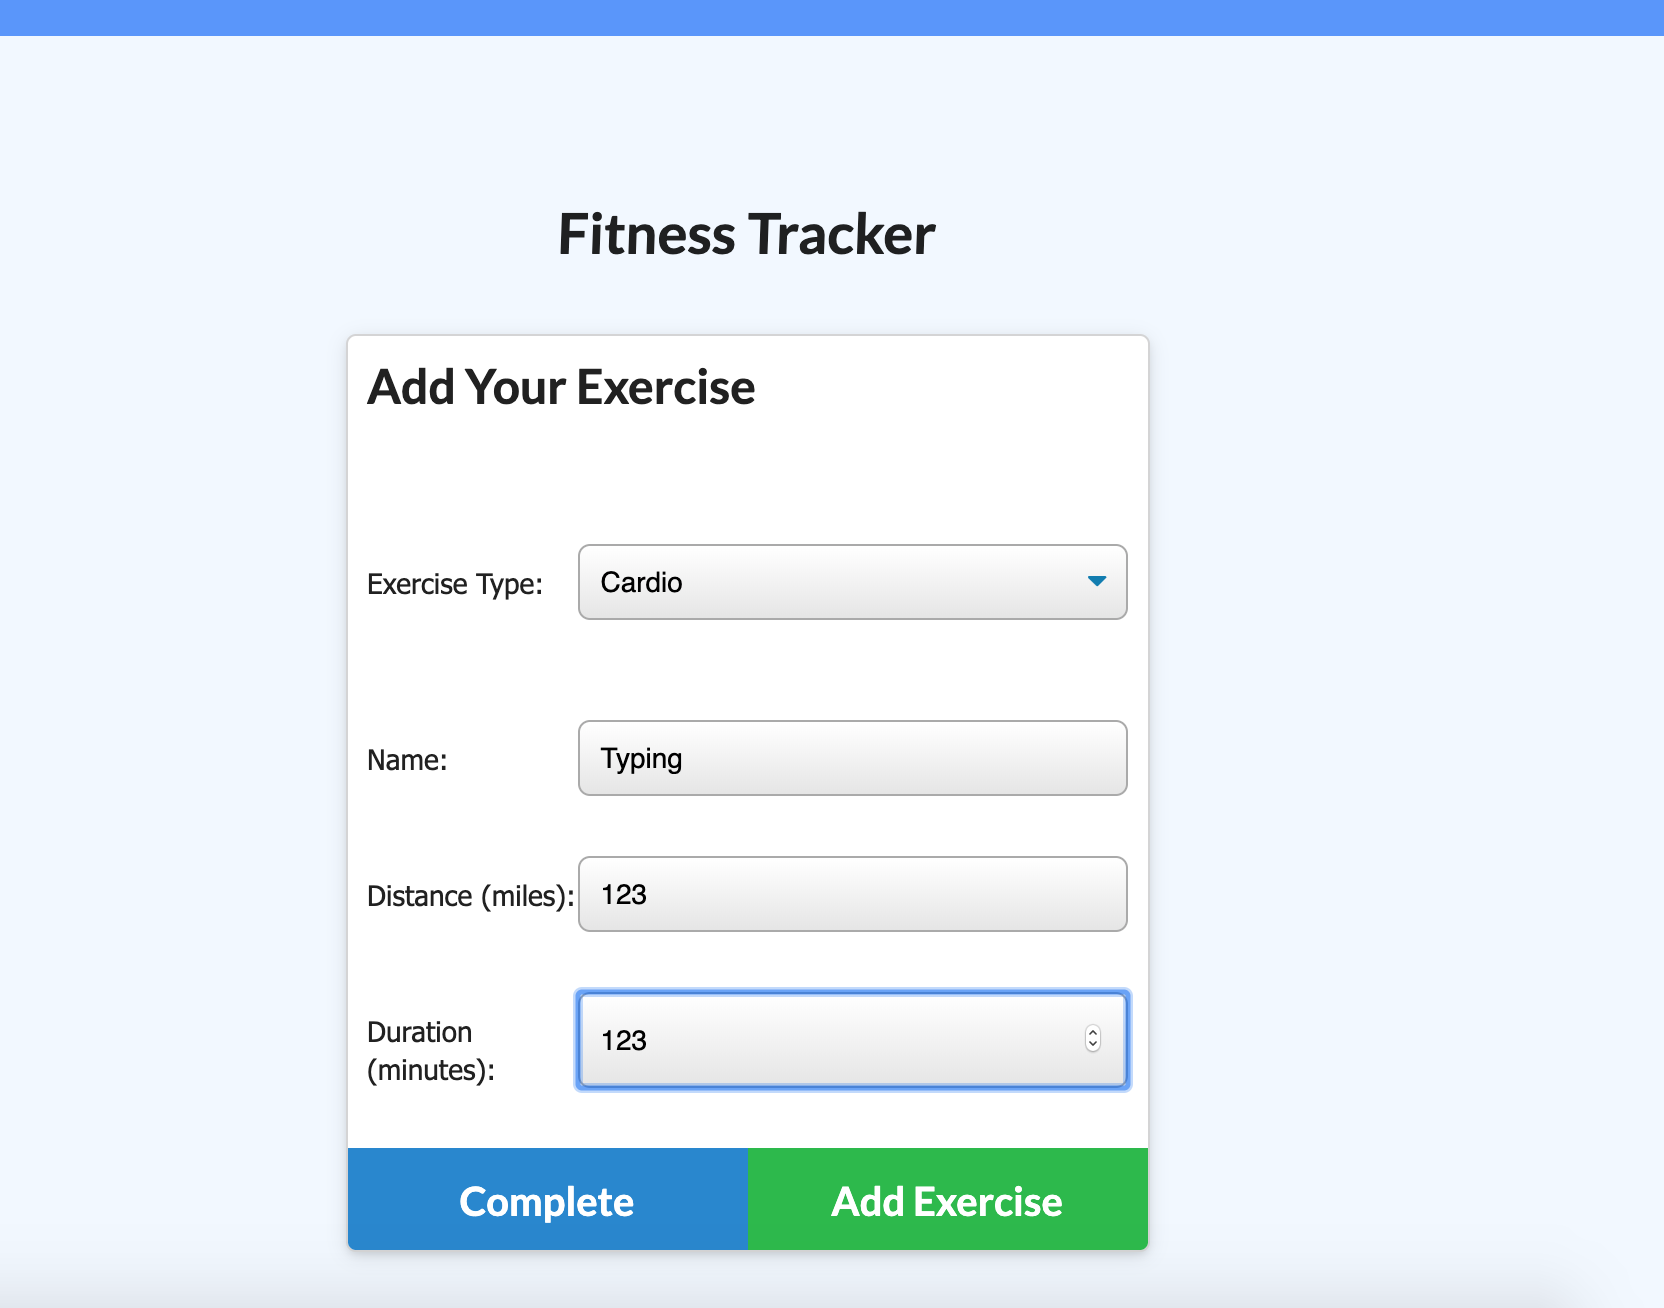 Fitness Tracker
Add Your Exercise
Exercise Type: Cardio
Name: Typing
Distance (miles): 123
Duration
(minutes): 123
Complete Add Exercise